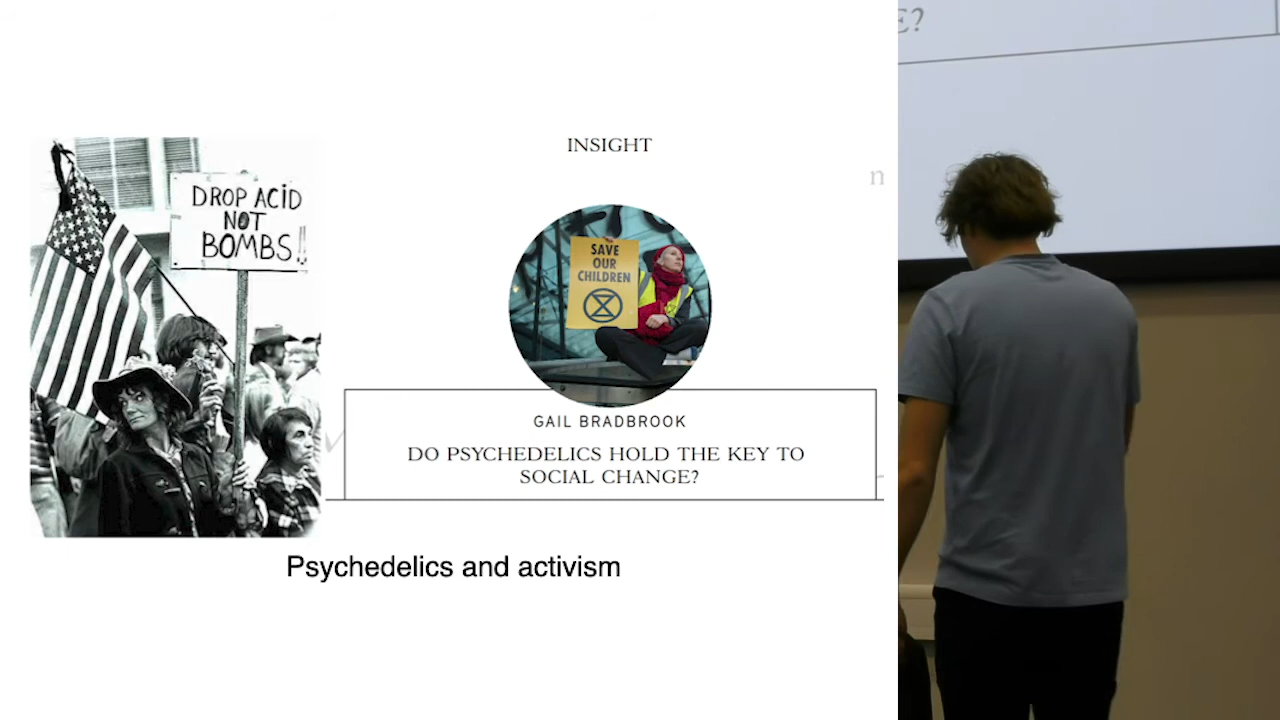 DROP ACID
NOT
BOMBS!!
INSIGHT
SAVE
OUR
CHILDREN
GAIL BRADBROOK
DO PSYCHEDELICS HOLD THE KEY TO
SOCIAL CHANGE?
Psychedelics and activism
E?